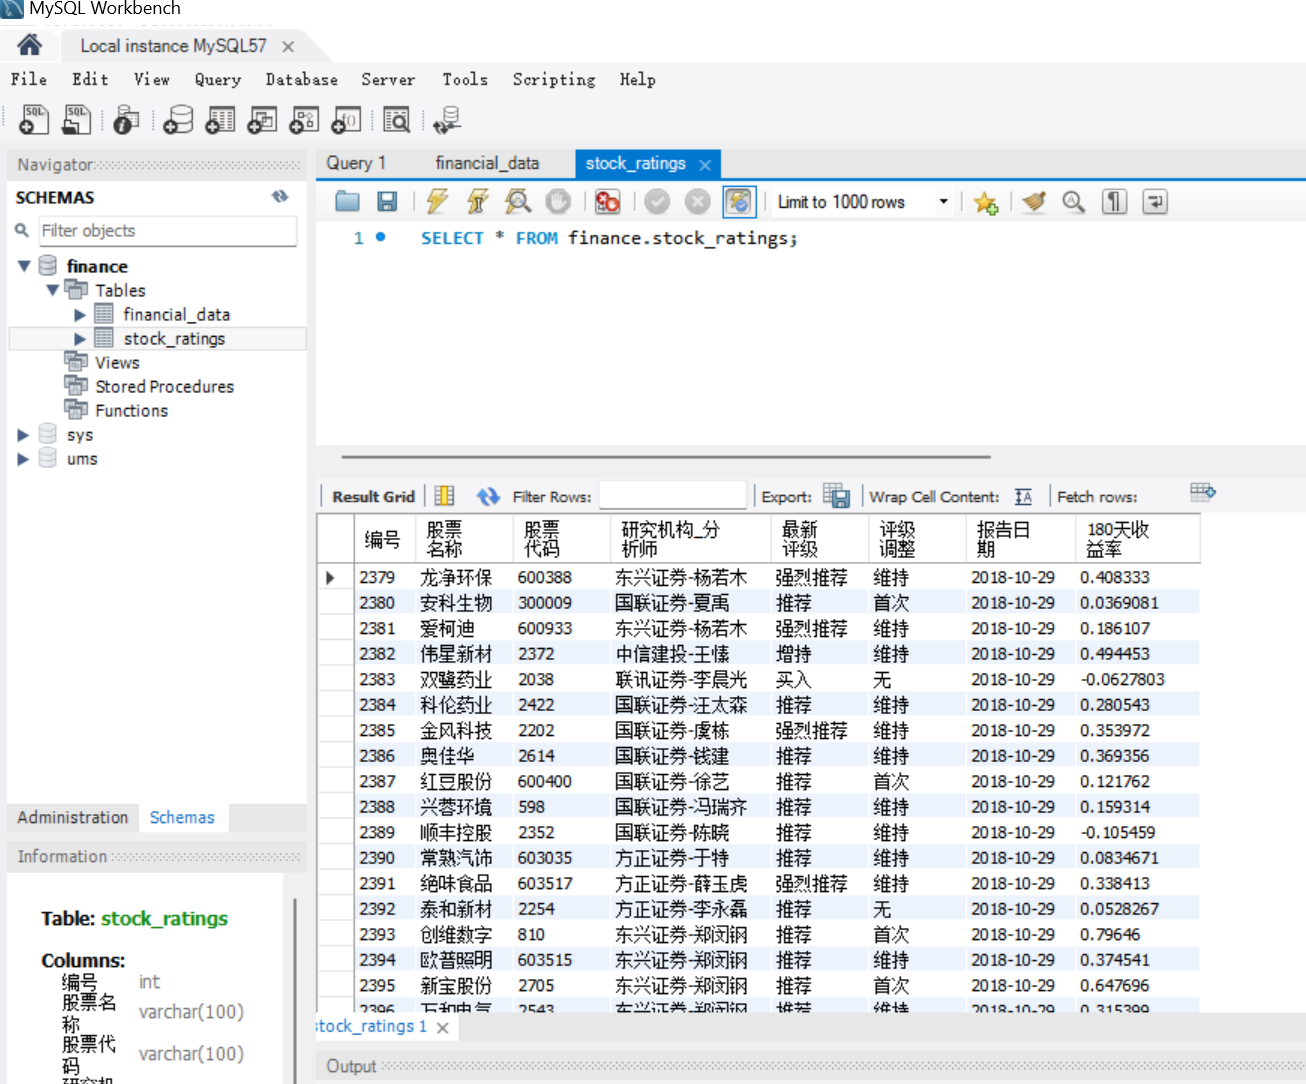 MySQL Workbench
Local instance MySQL57
File Edit View Query Database Server Tools Scripting Help
Navigator
SCHEMAS
Filter objects
finance
Tables
financial_data
stock_ratings
Views
Stored Procedures
Functions
sys
ums
Administration Schemas
Information
Table: stock_ratings
Columns:
编号 int
股票名
称 varchar(100)
股票代
码 varchar(100)
研究机
Query 1 financial_data stock_ratings
Limit to 1000 rows
1 SELECT * FROM finance.stock_ratings;
Result Grid Filter Rows: Export: Wrap Cell Content: Fetch rows:
编号 股票名称 股票代码 研究机构_分析师 最新评级 评级调整 报告日期 180天收益率
2379 龙净环保 600388 东兴证券-杨若木 强烈推荐 维持 2018-10-29 0.408333
2380 安科生物 300009 国联证券-夏禹 推荐 首次 2018-10-29 0.0369081
2381 爱柯迪 600933 东兴证券-杨若木 强烈推荐 维持 2018-10-29 0.186107
2382 伟星新材 2372 中信建投-王愫 增持 维持 2018-10-29 0.494453
2383 双鹭药业 2038 联讯证券-李晨光 买入 无 2018-10-29 -0.0627803
2384 科伦药业 2422 国联证券-汪太森 推荐 维持 2018-10-29 0.280543
2385 金风科技 2202 国联证券-虞栋 强烈推荐 维持 2018-10-29 0.353972
2386 奥佳华 2614 国联证券-钱建 推荐 维持 2018-10-29 0.369356
2387 红豆股份 600400 国联证券-徐艺 推荐 首次 2018-10-29 0.121762
2388 兴蓉环境 598 国联证券-冯瑞齐 推荐 维持 2018-10-29 0.159314
2389 顺丰控股 2352 国联证券-陈晓 推荐 维持 2018-10-29 -0.105459
2390 常熟汽饰 603035 方正证券-于特 推荐 维持 2018-10-29 0.0834671
2391 绝味食品 603517 方正证券-薛玉虎 强烈推荐 维持 2018-10-29 0.338413
2392 泰和新材 2254 方正证券-李永磊 推荐 无 2018-10-29 0.0528267
2393 创维数字 810 东兴证券-郑闵钢 推荐 首次 2018-10-29 0.79646
2394 欧普照明 603515 东兴证券-郑闵钢 推荐 维持 2018-10-29 0.374541
2395 新宝股份 2705 东兴证券-郑闵钢 推荐 首次 2018-10-29 0.647696
2396 万和电气 2543 东兴证券-郑闵钢 推荐 维持 2018-10-29 0.315399
stock_ratings 1
Output